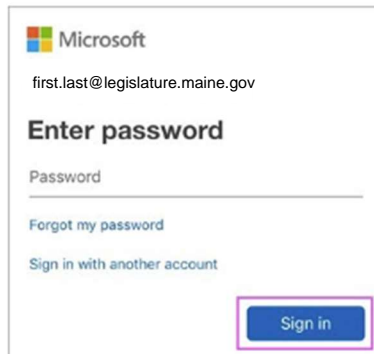 Microsoft
first.last@legislature.maine.gov
Enter password
Password
Forgot my password
Sign in with another account
Sign in